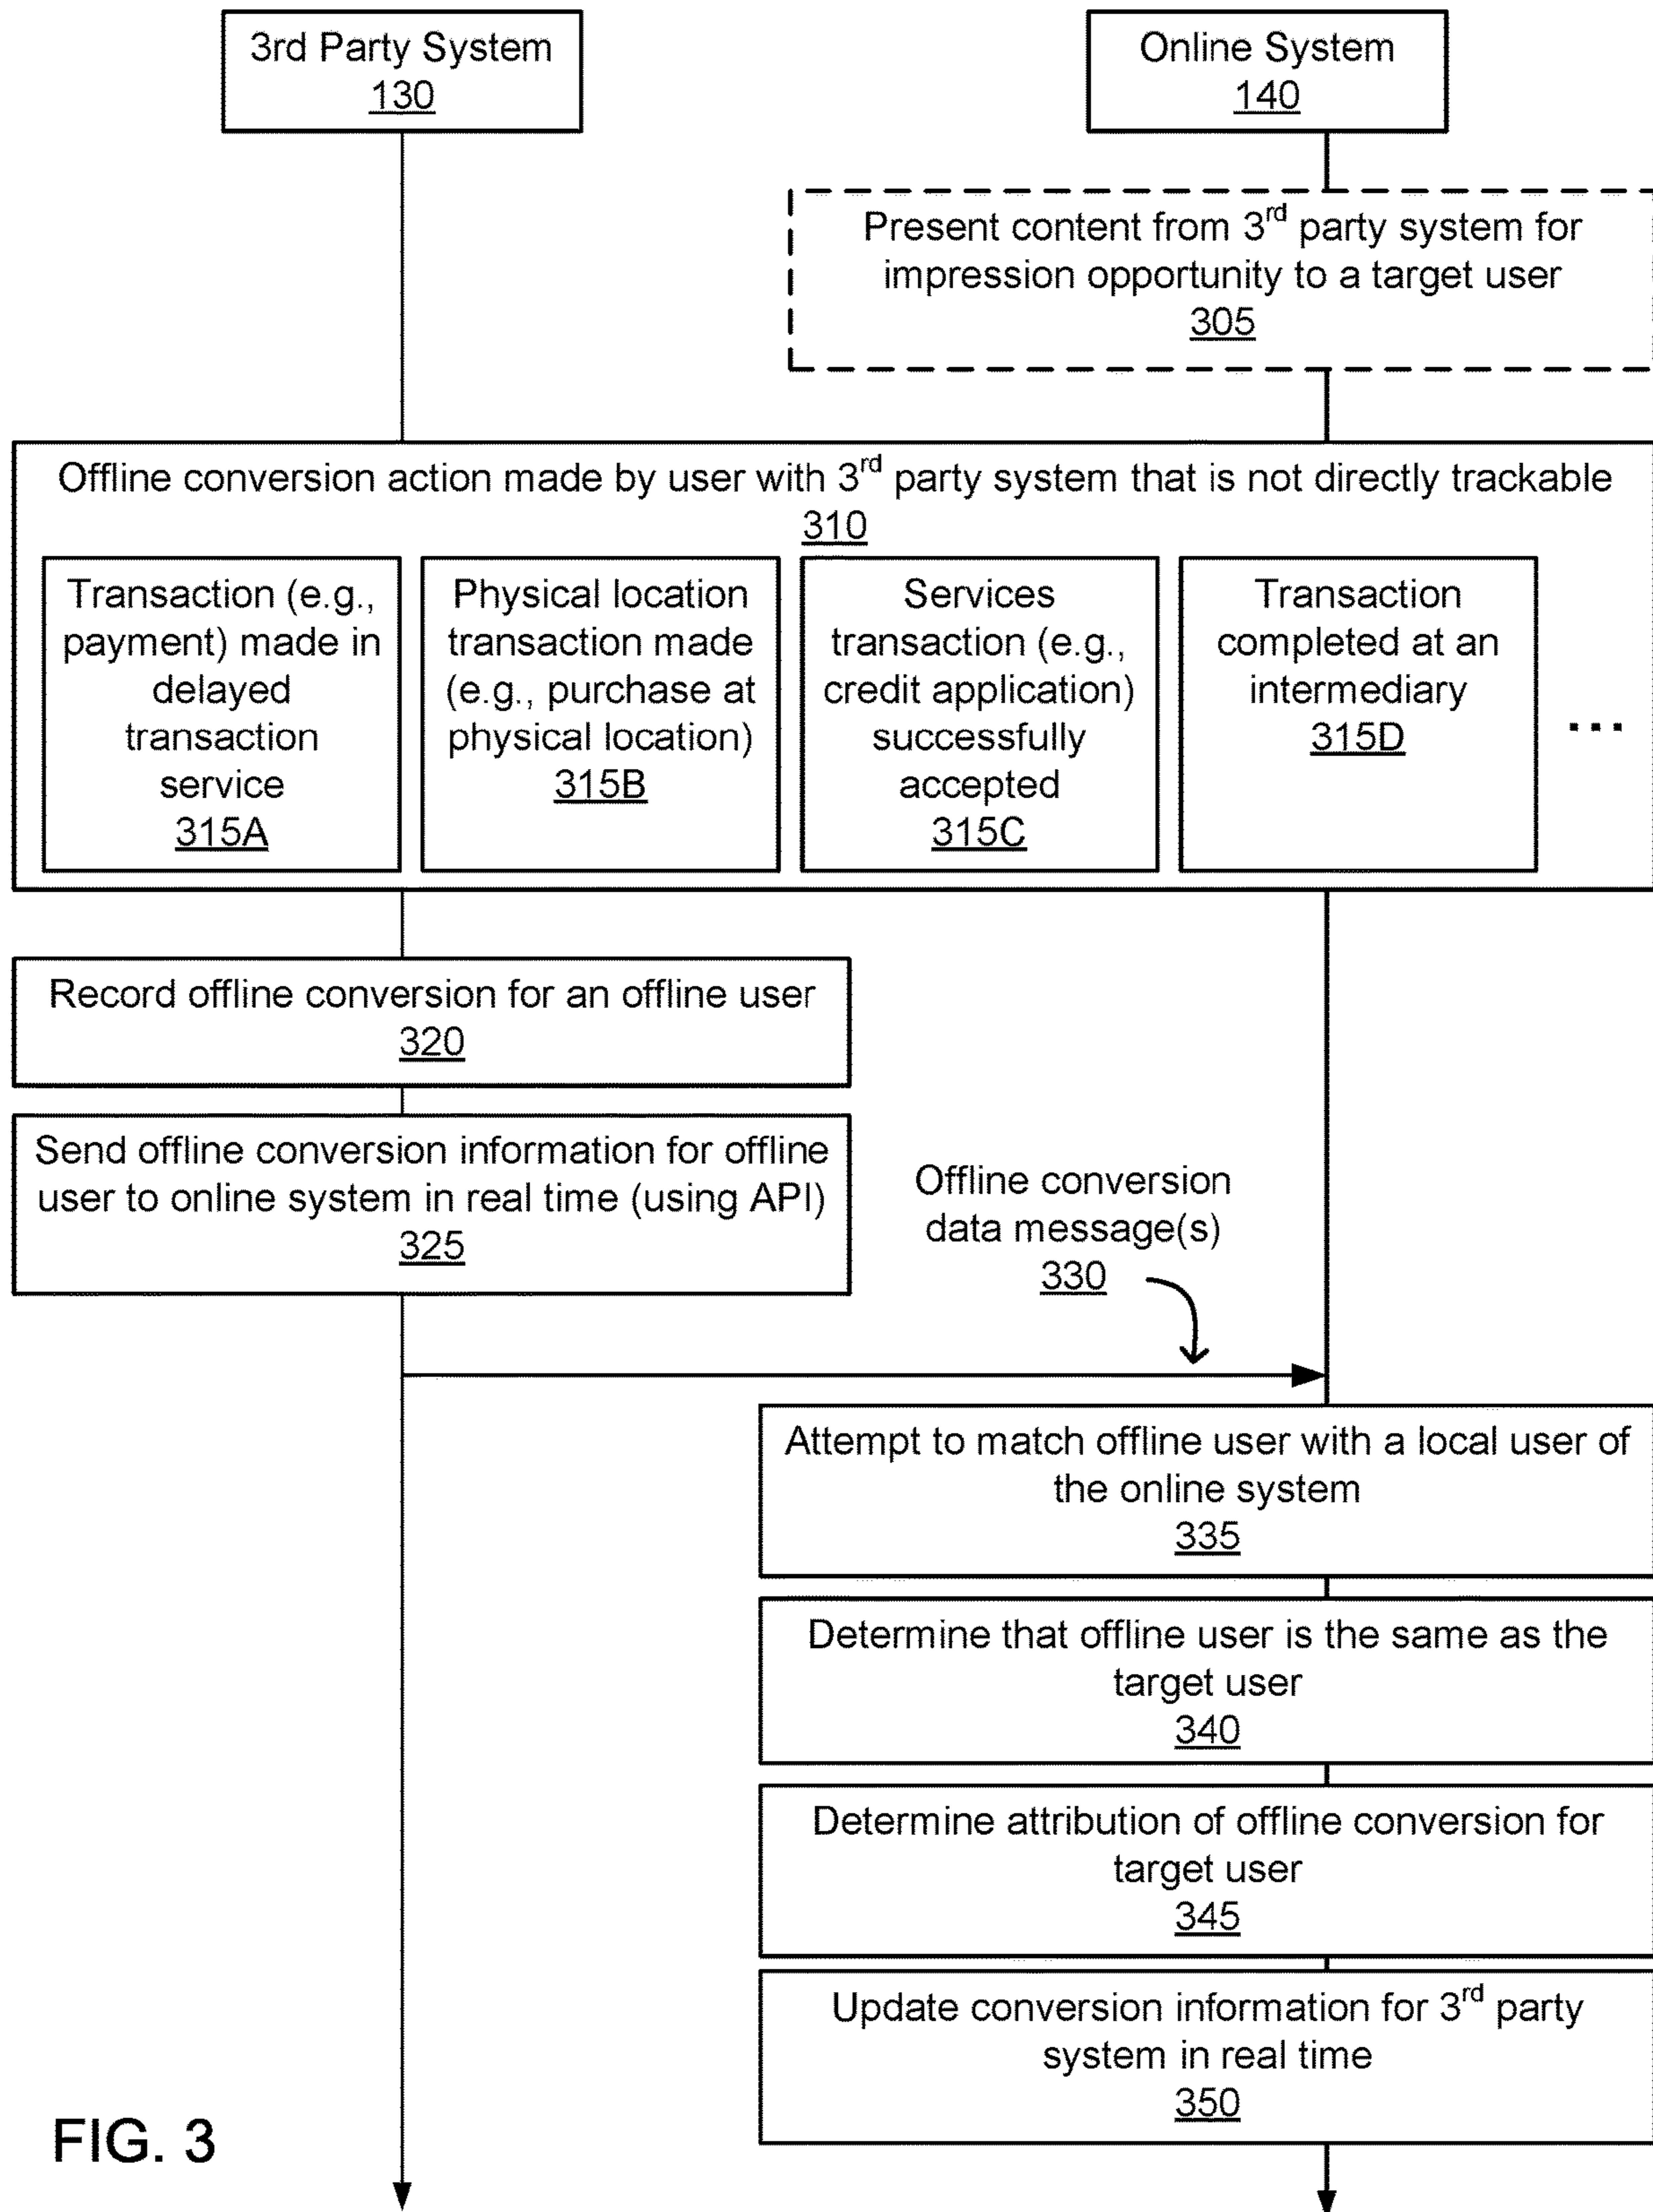 3rd Party System
130
Online System
140
Present content from 3rd party system for
impression opportunity to a target user
305
Offline conversion action made by user with 3rd party system that is not directly trackable
310
Transaction (e.g.,
payment) made in
delayed
transaction
service
315A
Physical location
transaction made
(e.g., purchase at
physical location)
315B
Services
transaction (e.g.,
credit application)
successfully
accepted
315C
Transaction
completed at an
intermediary
315D
...
Record offline conversion for an offline user
320
Send offline conversion information for offline
user to online system in real time (using API)
325
Offline conversion
data message(s)
330
Attempt to match offline user with a local user of
the online system
335
Determine that offline user is the same as the
target user
340
Determine attribution of offline conversion for
target user
345
Update conversion information for 3rd party
system in real time
350
FIG. 3